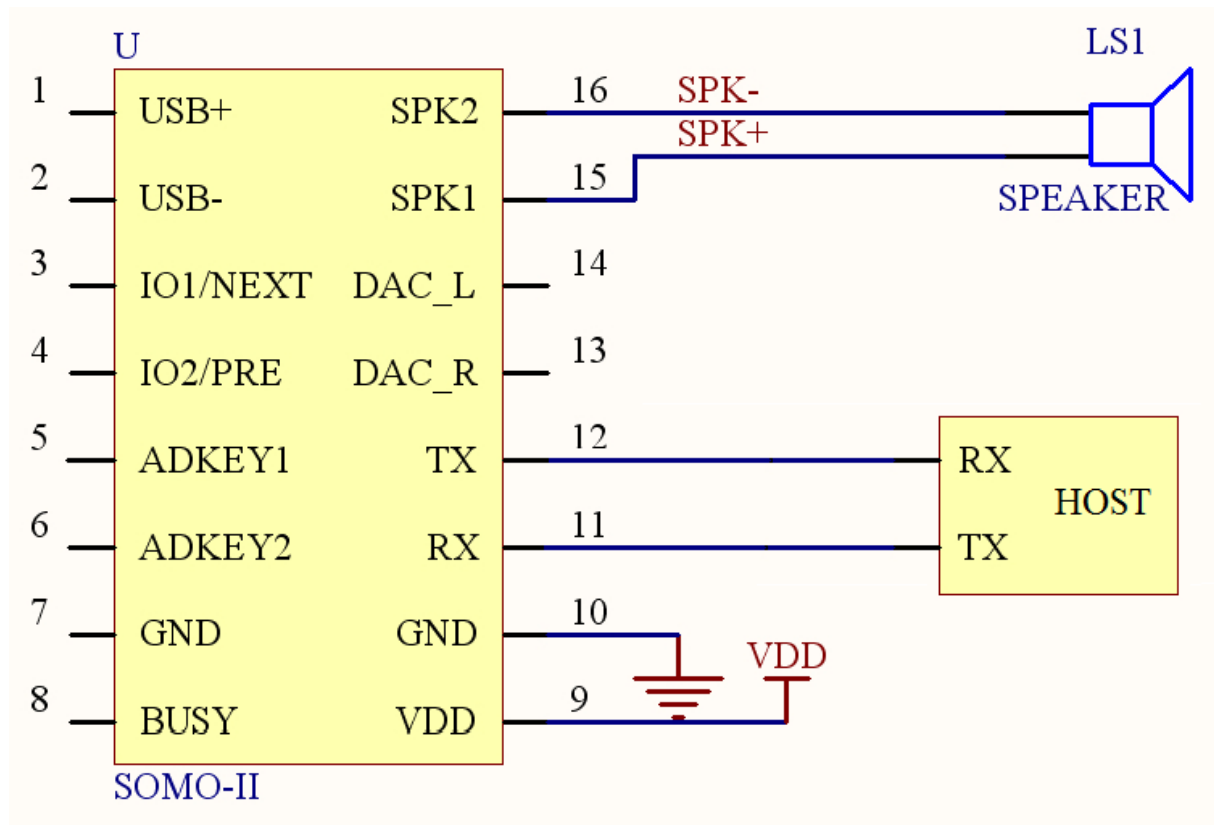 U
LS1
1 USB+ SPK2 16 SPK-
SPK+
2 USB- SPK1 15 SPEAKER
3 IO1/NEXT DAC_L 14
4 IO2/PRE DAC_R 13
5 ADKEY1 TX 12 RX
HOST
6 ADKEY2 RX 11 TX
7 GND GND 10
VDD
8 BUSY VDD 9
SOMO-II